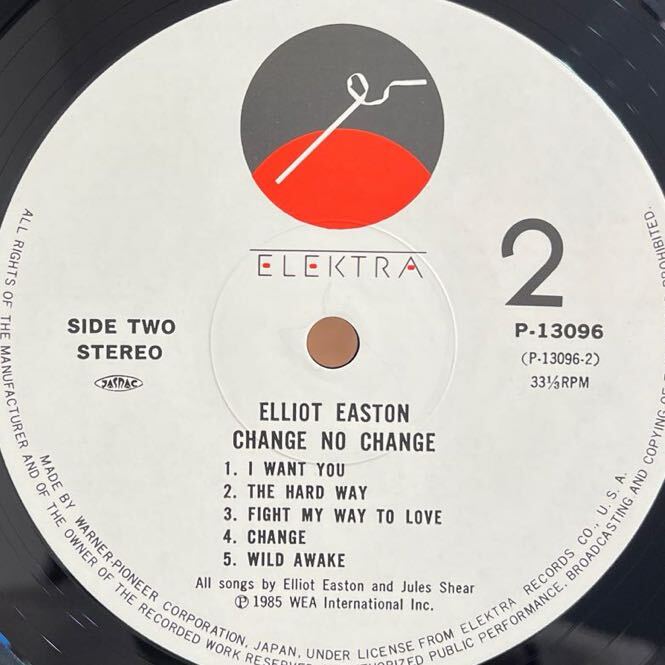 ELEKTRA
2
SIDE TWO
STEREO
JASRAC
P-13096
(P-13096-2)
33⅓RPM
ELLIOT EASTON
CHANGE NO CHANGE
1. I WANT YOU
2. THE HARD WAY
3. FIGHT MY WAY TO LOVE
4. CHANGE
5. WILD AWAKE
All songs by Elliot Easton and Jules Shear
Ⓟ 1985 WEA International Inc.
MADE BY WARNER-PIONEER CORPORATION, JAPAN, UNDER LICENSE FROM ELEKTRA RECORDS CO., U.S.A.
ALL RIGHTS OF THE MANUFACTURER AND OF THE OWNER OF THE RECORDED WORK RESERVED. UNAUTHORIZED PUBLIC PERFORMANCE, BROADCASTING AND COPYING OF PROHIBITED.